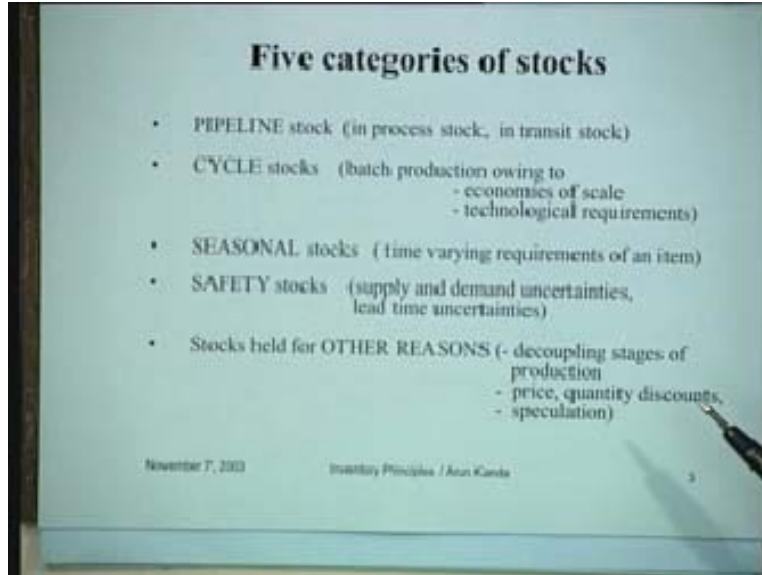 Five categories of stocks
• PIPELINE stock (in process stock, in transit stock)
• CYCLE stocks (batch production owing to
- economies of scale
- technological requirements)
• SEASONAL stocks ( time varying requirements of an item)
• SAFETY stocks (supply and demand uncertainties,
lead time uncertainties)
• Stocks held for OTHER REASONS (- decoupling stages of
production
- price, quantity discounts,
- speculation)
November 7, 2003 Inventory Principles / Arun Kanda 3